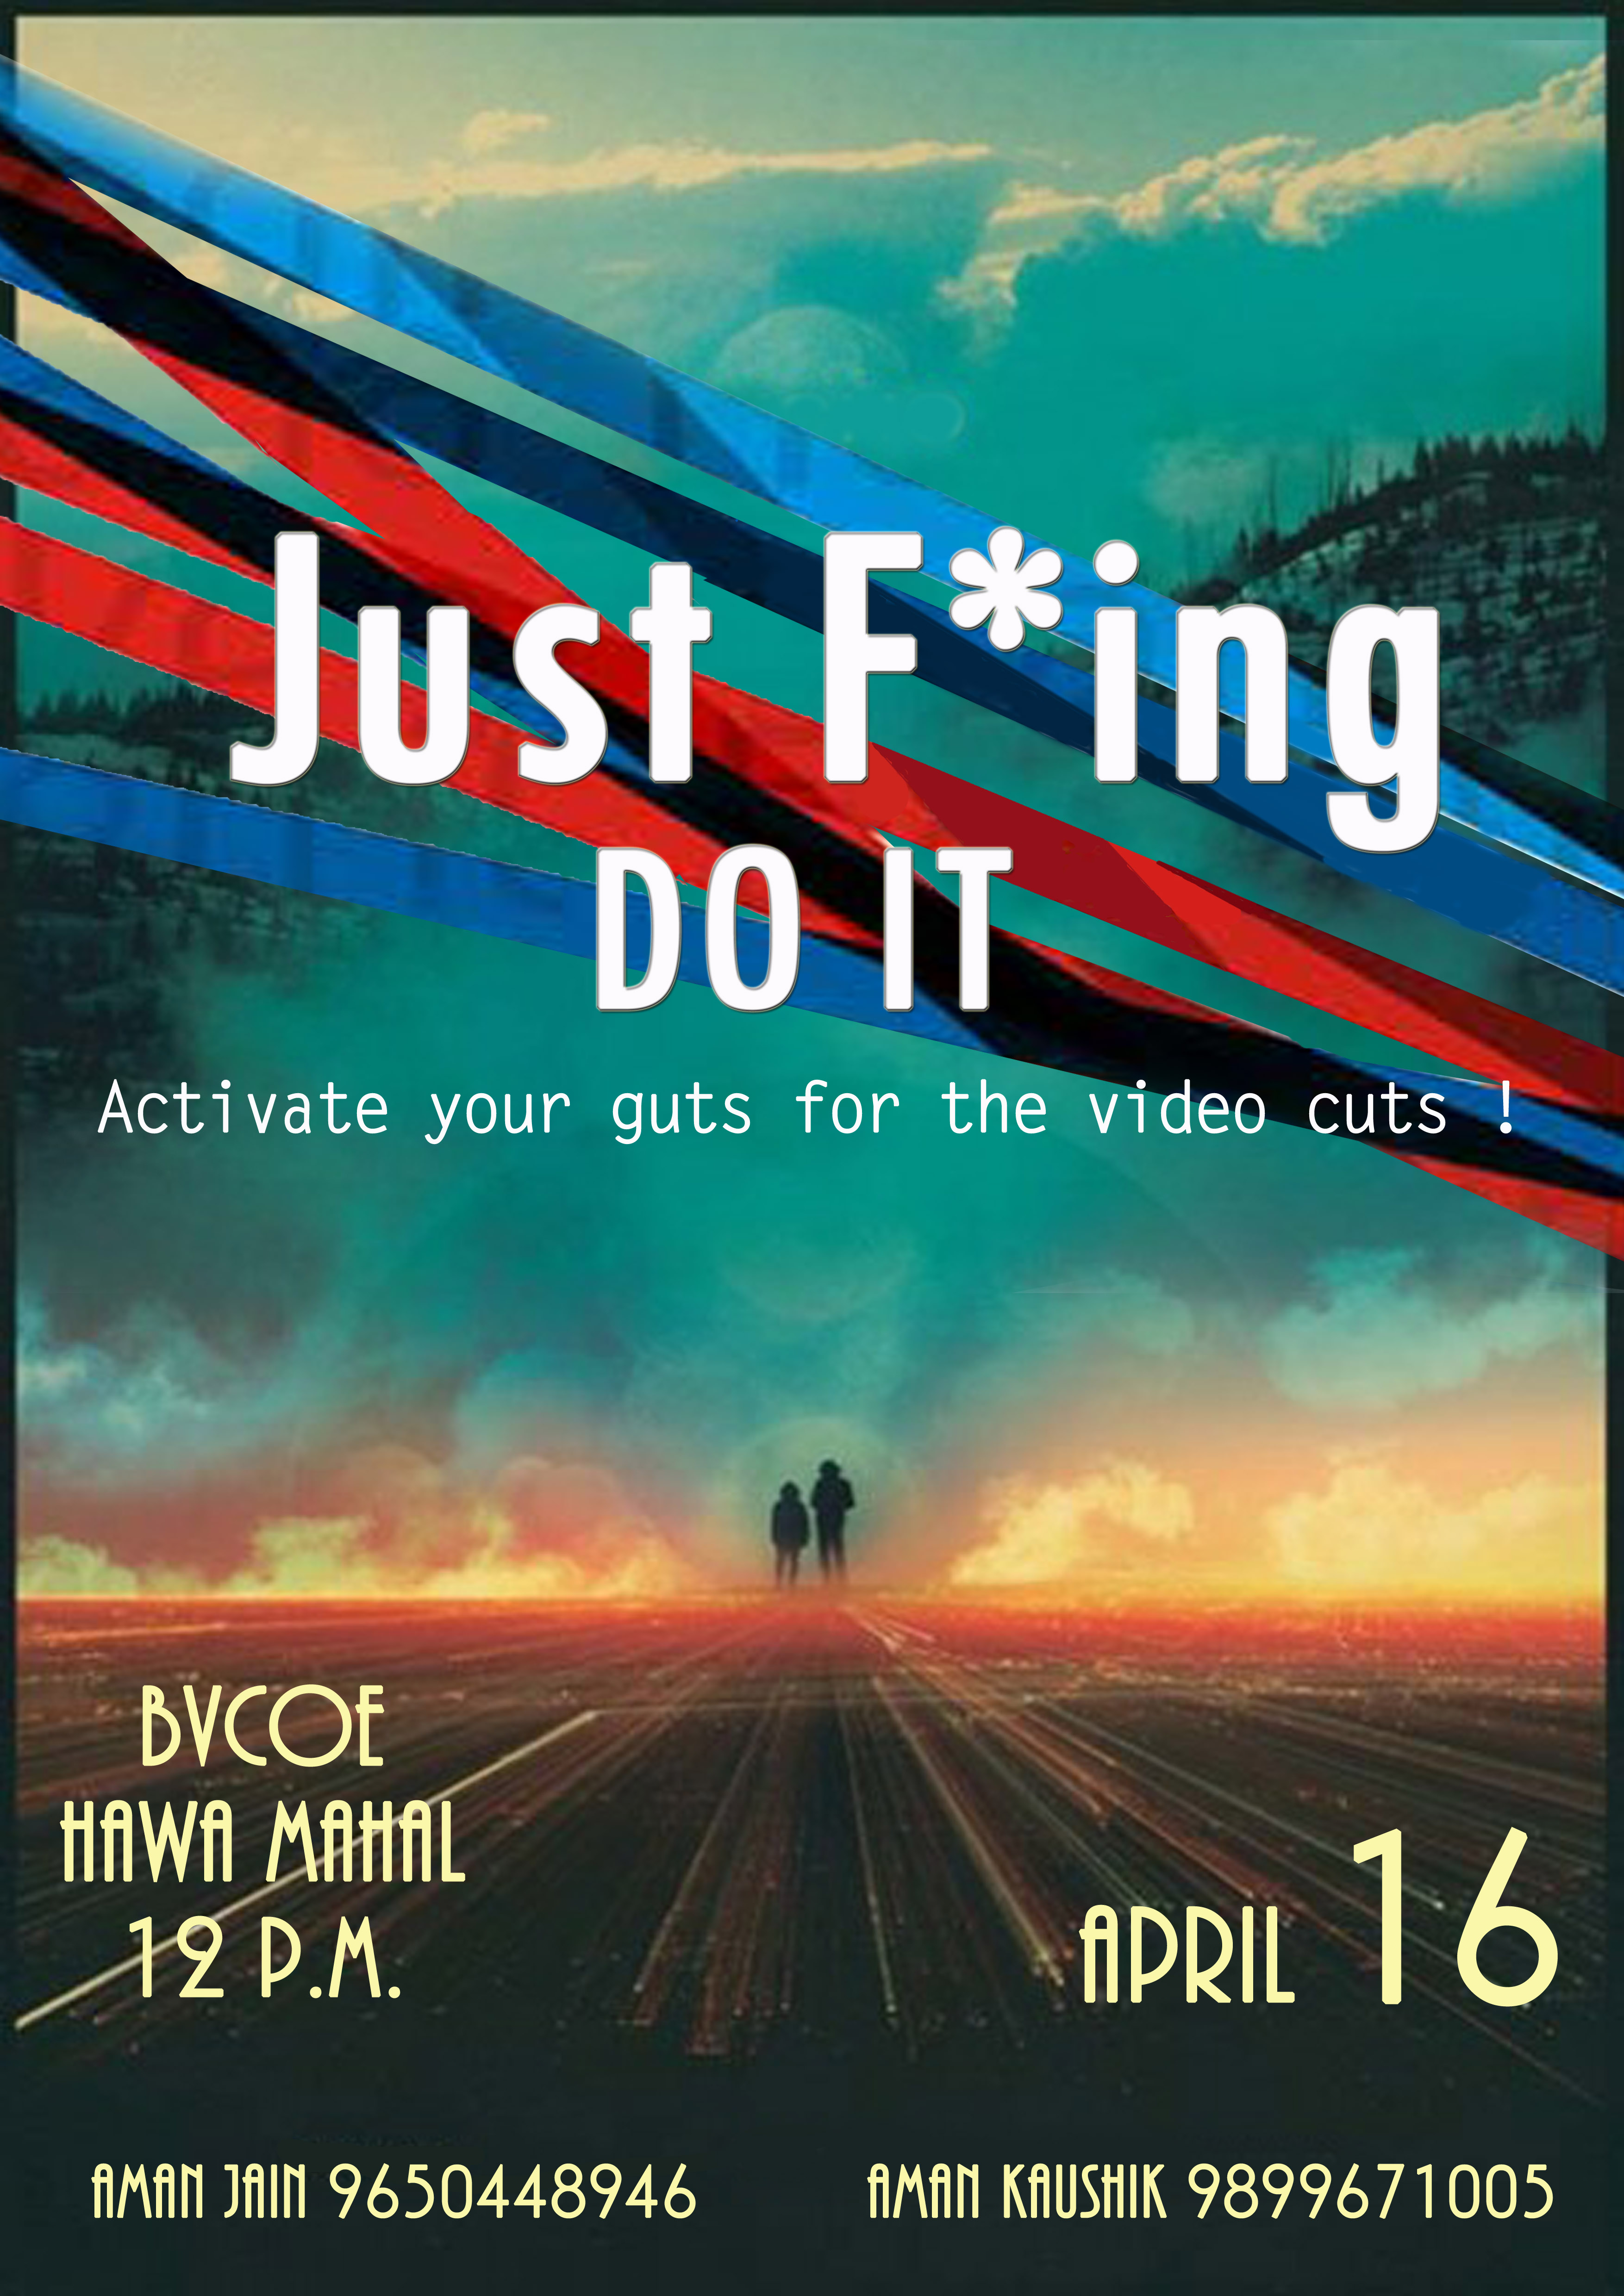 Just F*ing
DO IT
Activate your guts for the video cuts !
BVCOE
HAWA MAHAL
12 P.M.
APRIL 16
AMAN JAIN 9650448946
AMAN KAUSHIK 9899671005